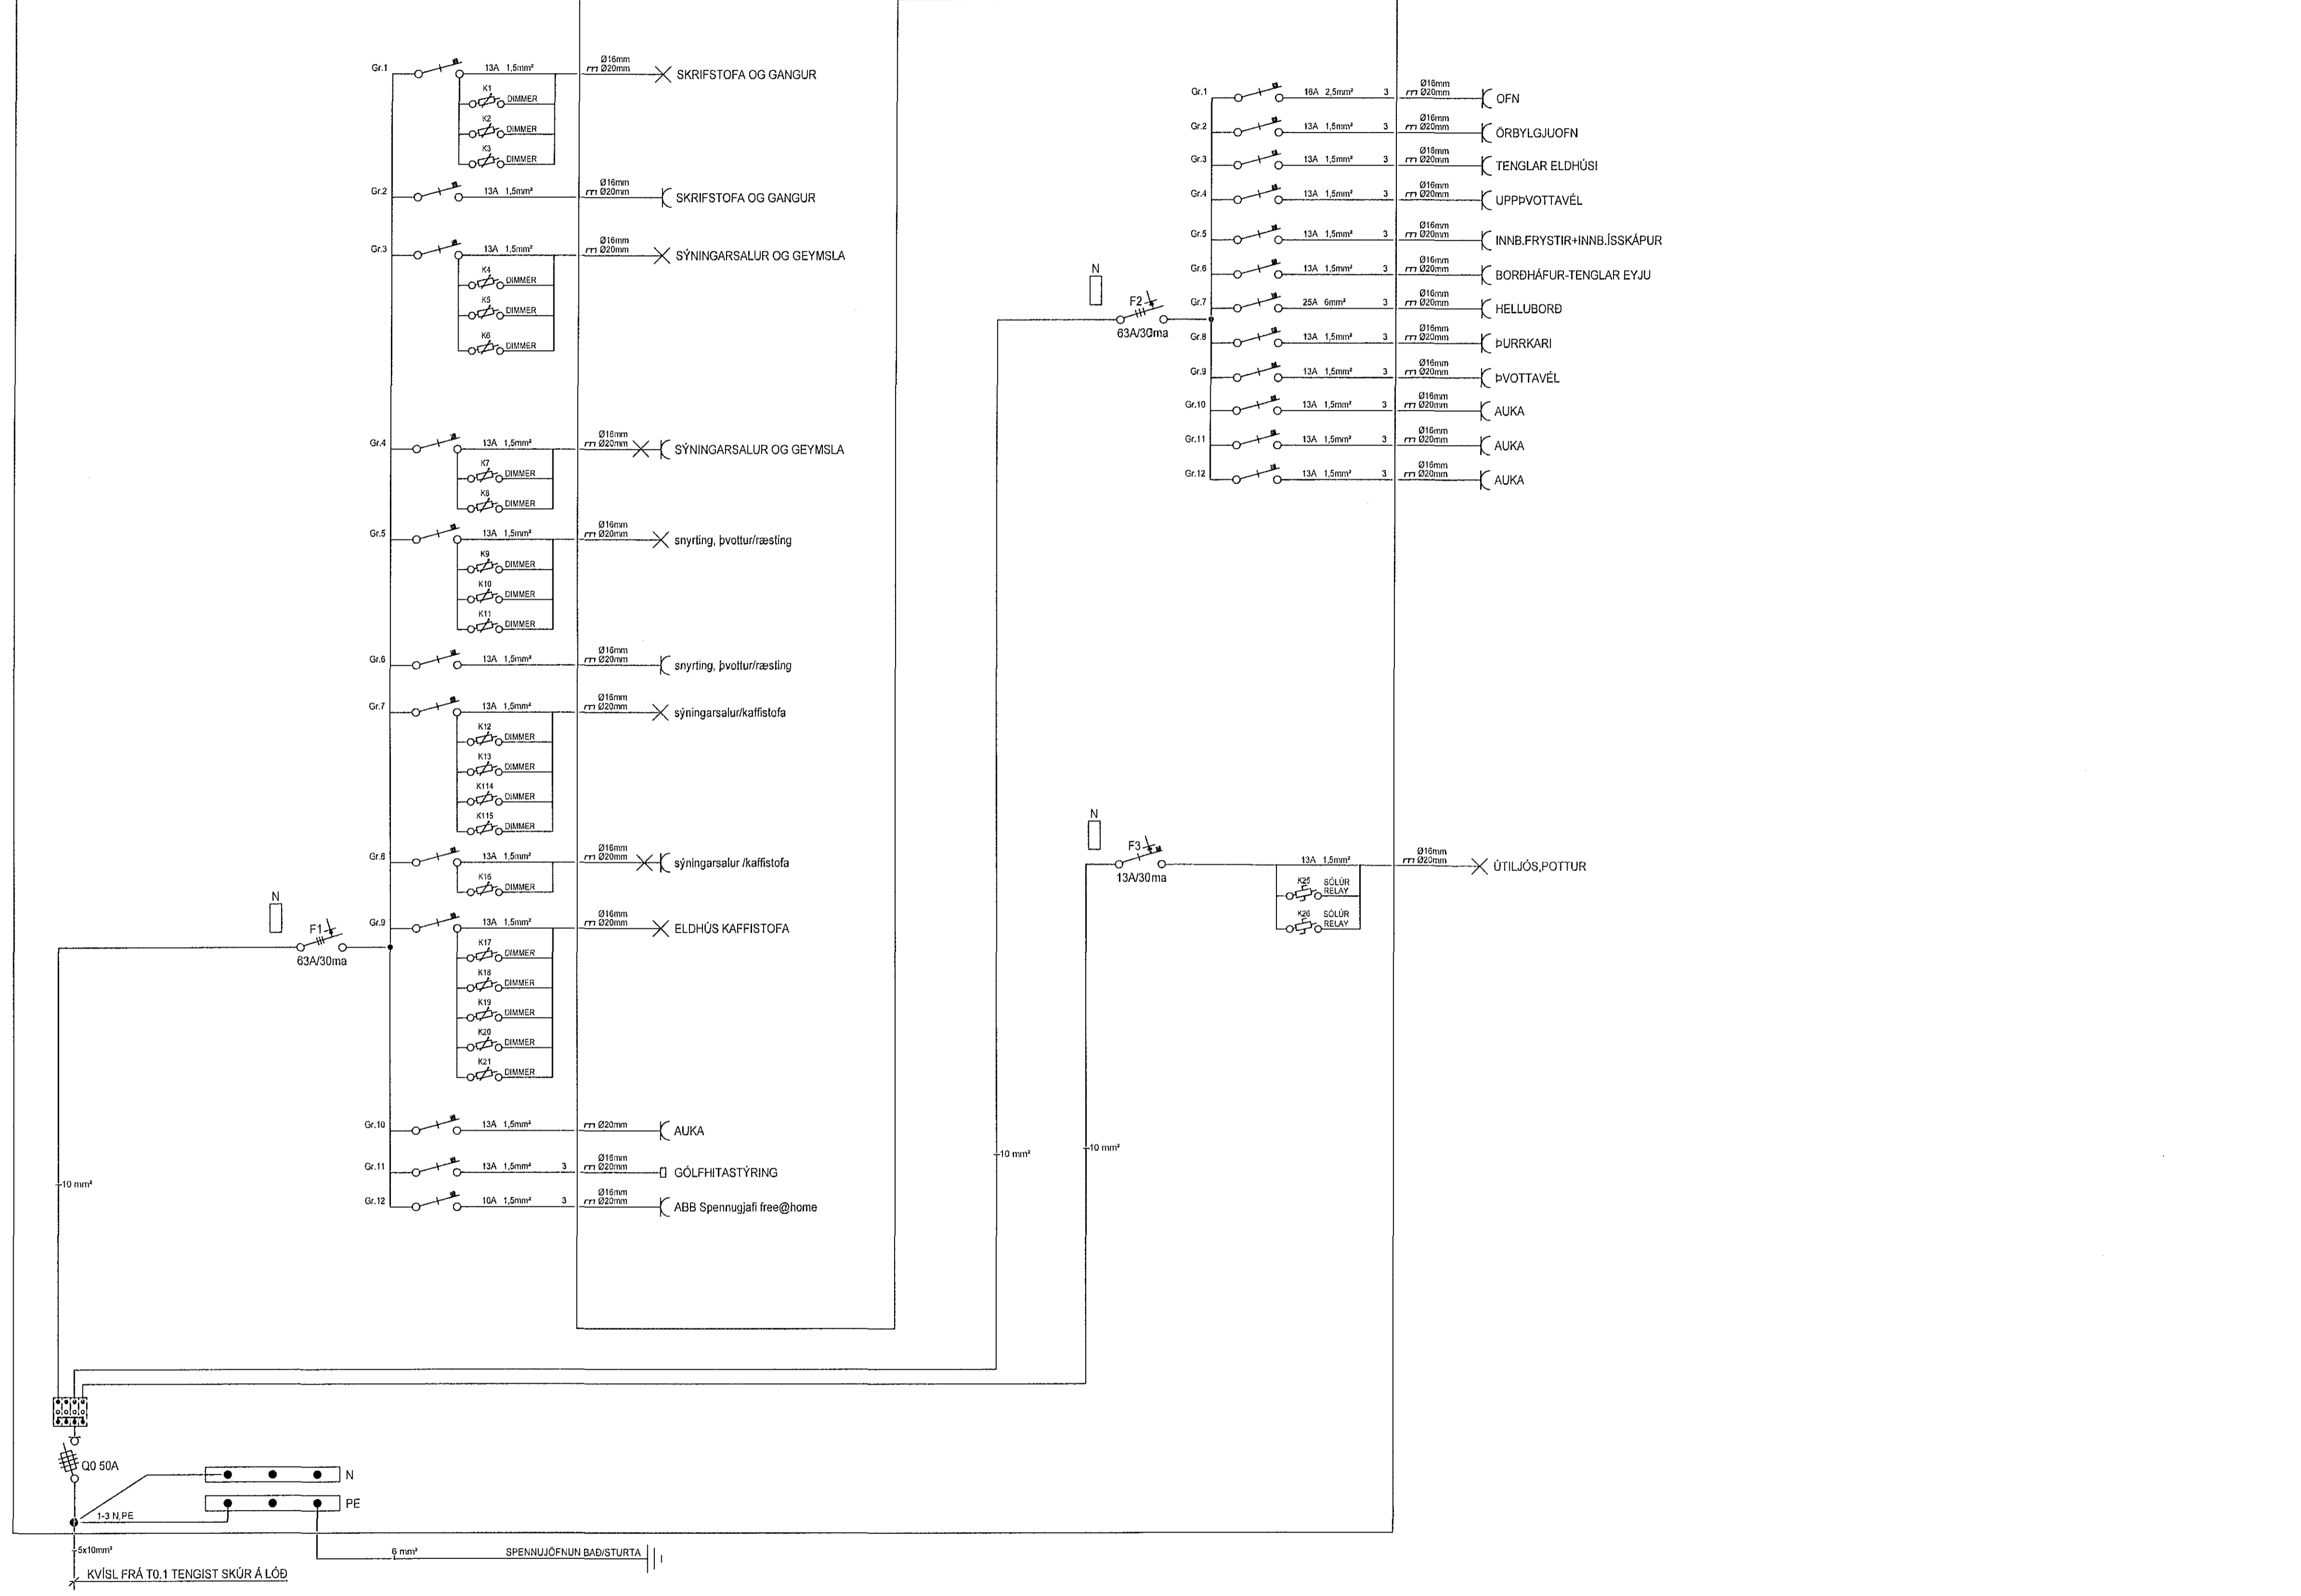 Gr.1 13A 1,5mm² Ø16mm
Ø20mm SKRIFSTOFA OG GANGUR
K1 DIMMER
K2 DIMMER
K3 DIMMER
Gr.2 13A 1,5mm² Ø16mm
Ø20mm SKRIFSTOFA OG GANGUR
Gr.3 13A 1,5mm² Ø16mm
Ø20mm SÝNINGARSALUR OG GEYMSLA
K4 DIMMER
K5 DIMMER
K6 DIMMER
Gr.4 13A 1,5mm² Ø16mm
Ø20mm SÝNINGARSALUR OG GEYMSLA
K7 DIMMER
K8 DIMMER
Gr.5 13A 1,5mm² Ø16mm
Ø20mm snyrting, þvottur/ræsting
K9 DIMMER
K10 DIMMER
K11 DIMMER
Gr.6 13A 1,5mm² Ø16mm
Ø20mm snyrting, þvottur/ræsting
Gr.7 13A 1,5mm² Ø16mm
Ø20mm sýningarsalur/kaffistofa
K12 DIMMER
K13 DIMMER
K114 DIMMER
K115 DIMMER
Gr.8 13A 1,5mm² Ø16mm
Ø20mm sýningarsalur /kaffistofa
K16 DIMMER
N
F1
63A/30ma
Gr.9 13A 1,5mm² Ø16mm
Ø20mm ELDHÚS KAFFISTOFA
K17 DIMMER
K18 DIMMER
K19 DIMMER
K20 DIMMER
K21 DIMMER
Gr.10 13A 1,5mm² Ø20mm AUKA
Gr.11 13A 1,5mm² 3 Ø16mm
Ø20mm GÓLFHITASTÝRING
Gr.12 10A 1,5mm² 3 Ø16mm
Ø20mm ABB Spennugjafi free@home
10 mm²
N
F2
63A/30ma
Gr.1 16A 2,5mm² 3 Ø16mm
Ø20mm OFN
Gr.2 13A 1,5mm² 3 Ø16mm
Ø20mm ÖRBYLGJUOFN
Gr.3 13A 1,5mm² 3 Ø16mm
Ø20mm TENGLAR ELDHÚSI
Gr.4 13A 1,5mm² 3 Ø16mm
Ø20mm UPPÞVOTTAVÉL
Gr.5 13A 1,5mm² 3 Ø16mm
Ø20mm INNB.FRYSTIR+INNB.ÍSSKÁPUR
Gr.6 13A 1,5mm² 3 Ø16mm
Ø20mm BORÐHÁFUR-TENGLAR EYJU
Gr.7 25A 6mm² 3 Ø16mm
Ø20mm HELLUBORÐ
Gr.8 13A 1,5mm² 3 Ø16mm
Ø20mm ÞURRKARI
Gr.9 13A 1,5mm² 3 Ø16mm
Ø20mm ÞVOTTAVÉL
Gr.10 13A 1,5mm² 3 Ø16mm
Ø20mm AUKA
Gr.11 13A 1,5mm² 3 Ø16mm
Ø20mm AUKA
Gr.12 13A 1,5mm² 3 Ø16mm
Ø20mm AUKA
10 mm²
N
F3
13A/30ma
13A 1,5mm² Ø16mm
Ø20mm ÚTILJÓS,POTTUR
K25 SÓLÚR
RELAY
K26 SÓLÚR
RELAY
10 mm²
Q0 50A
N
PE
1-3 N,PE
5x10mm²
6 mm² SPENNUJÖFNUN BAÐ/STURTA
KVÍSL FRÁ T0.1 TENGIST SKÚR Á LÓÐ